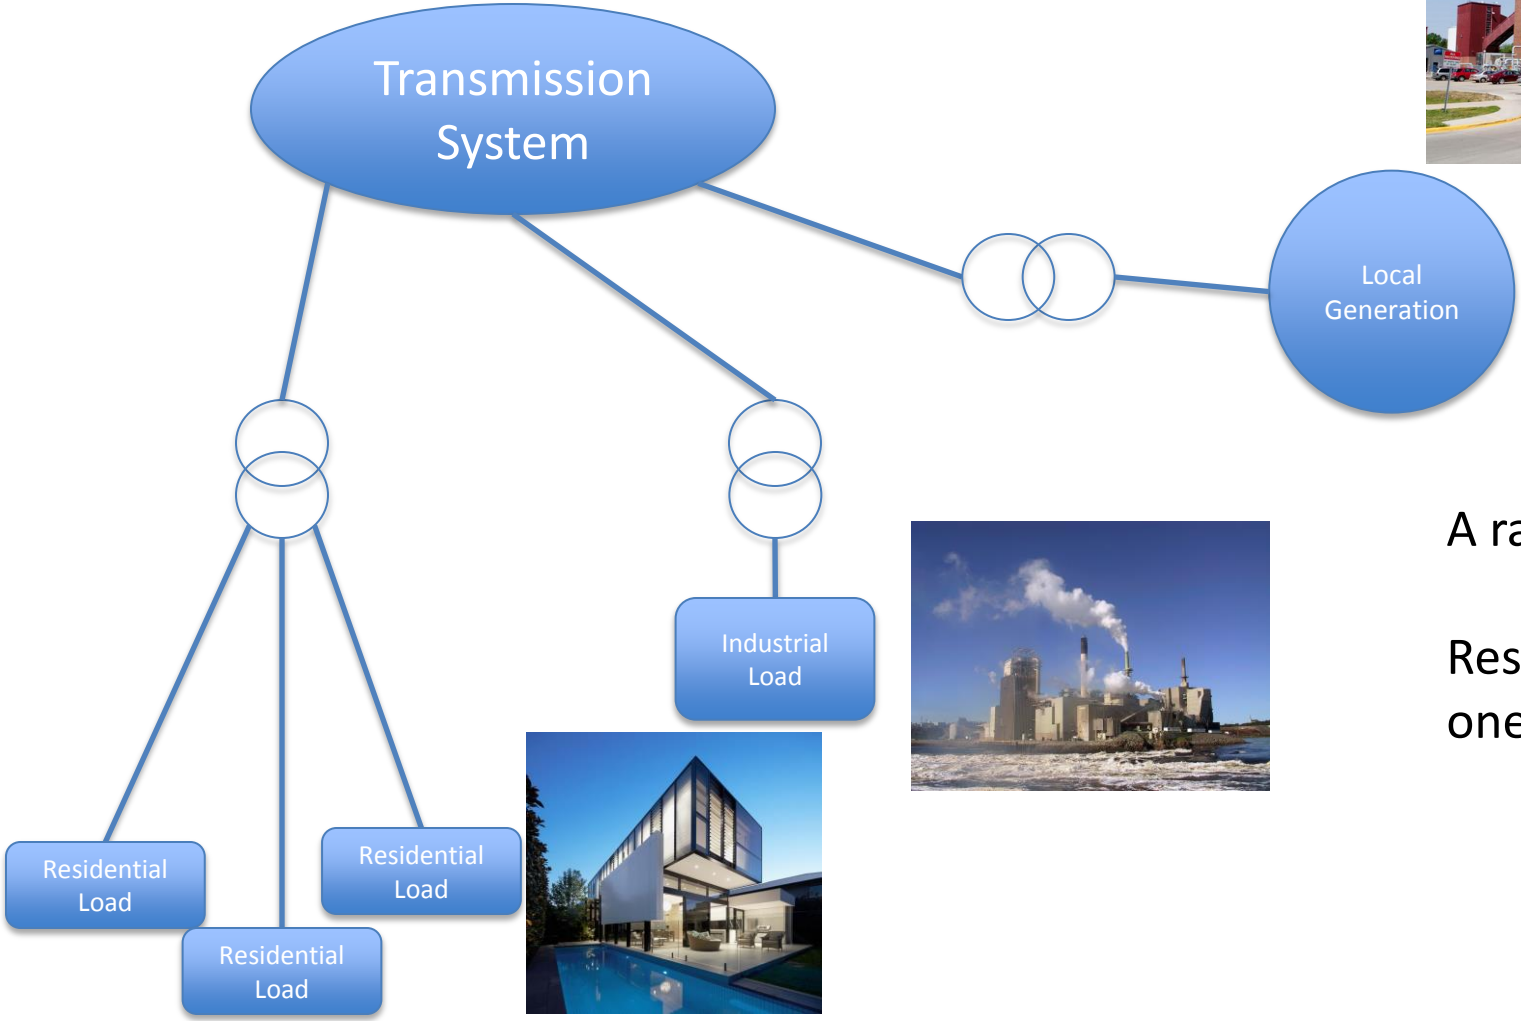 Transmission
System
Local
Generation
A
Industrial
Load
Residential
Load
Residential
Load
Residential
Load